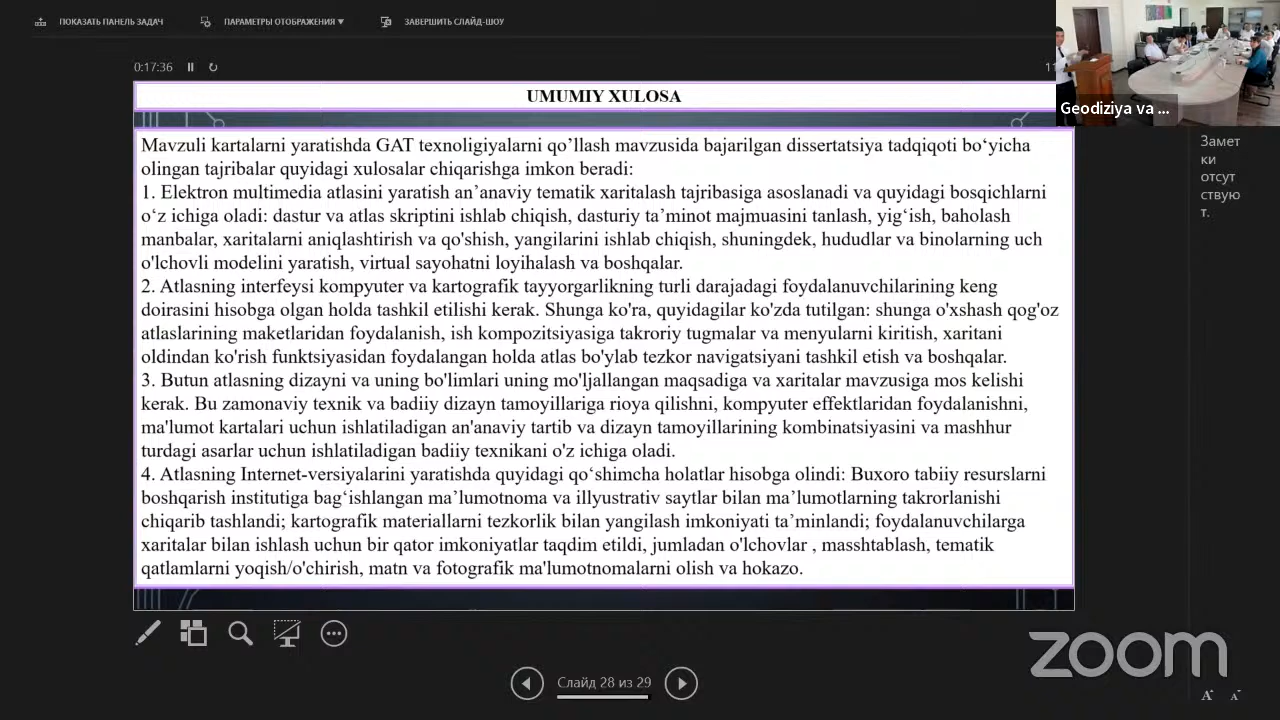 ПОКАЗАТЬ ПАНЕЛЬ ЗАДАЧ
ПАРАМЕТРЫ ОТОБРАЖЕНИЯ ▼
ЗАВЕРШИТЬ СЛАЙД-ШОУ
0:17:36
11
Geodiziya va ...
UMUMIY XULOSA
Mavzuli kartalarni yaratishda GAT texnoligiyalarni qo’llash mavzusida bajarilgan dissertatsiya tadqiqoti bo‘yicha
olingan tajribalar quyidagi xulosalar chiqarishga imkon beradi:
1. Elektron multimedia atlasini yaratish an’anaviy tematik xaritalash tajribasiga asoslanadi va quyidagi bosqichlarni
o‘z ichiga oladi: dastur va atlas skriptini ishlab chiqish, dasturiy ta’minot majmuasini tanlash, yig‘ish, baholash
manbalar, xaritalarni aniqlashtirish va qo'shish, yangilarini ishlab chiqish, shuningdek, hududlar va binolarning uch
o'lchovli modelini yaratish, virtual sayohatni loyihalash va boshqalar.
2. Atlasning interfeysi kompyuter va kartografik tayyorgarlikning turli darajadagi foydalanuvchilarining keng
doirasini hisobga olgan holda tashkil etilishi kerak. Shunga ko'ra, quyidagilar ko'zda tutilgan: shunga o'xshash qog'oz
atlaslarining maketlaridan foydalanish, ish kompozitsiyasiga takroriy tugmalar va menyularni kiritish, xaritani
oldindan ko'rish funktsiyasidan foydalangan holda atlas bo'ylab tezkor navigatsiyani tashkil etish va boshqalar.
3. Butun atlasning dizayni va uning bo'limlari uning mo'ljallangan maqsadiga va xaritalar mavzusiga mos kelishi
kerak. Bu zamonaviy texnik va badiiy dizayn tamoyillariga rioya qilishni, kompyuter effektlaridan foydalanishni,
ma'lumot kartalari uchun ishlatiladigan an'anaviy tartib va dizayn tamoyillarining kombinatsiyasini va mashhur
turdagi asarlar uchun ishlatiladigan badiiy texnikani o'z ichiga oladi.
4. Atlasning Internet-versiyalarini yaratishda quyidagi qo‘shimcha holatlar hisobga olindi: Buxoro tabiiy resurslarni
boshqarish institutiga bag‘ishlangan ma’lumotnoma va illyustrativ saytlar bilan ma’lumotlarning takrorlanishi
chiqarib tashlandi; kartografik materiallarni tezkorlik bilan yangilash imkoniyati ta’minlandi; foydalanuvchilarga
xaritalar bilan ishlash uchun bir qator imkoniyatlar taqdim etildi, jumladan o'lchovlar , masshtablash, tematik
qatlamlarni yoqish/o'chirish, matn va fotografik ma'lumotnomalarni olish va hokazo.
Замет
ки
отсут
ствую
т.
zoom
Слайд 28 из 29
A A